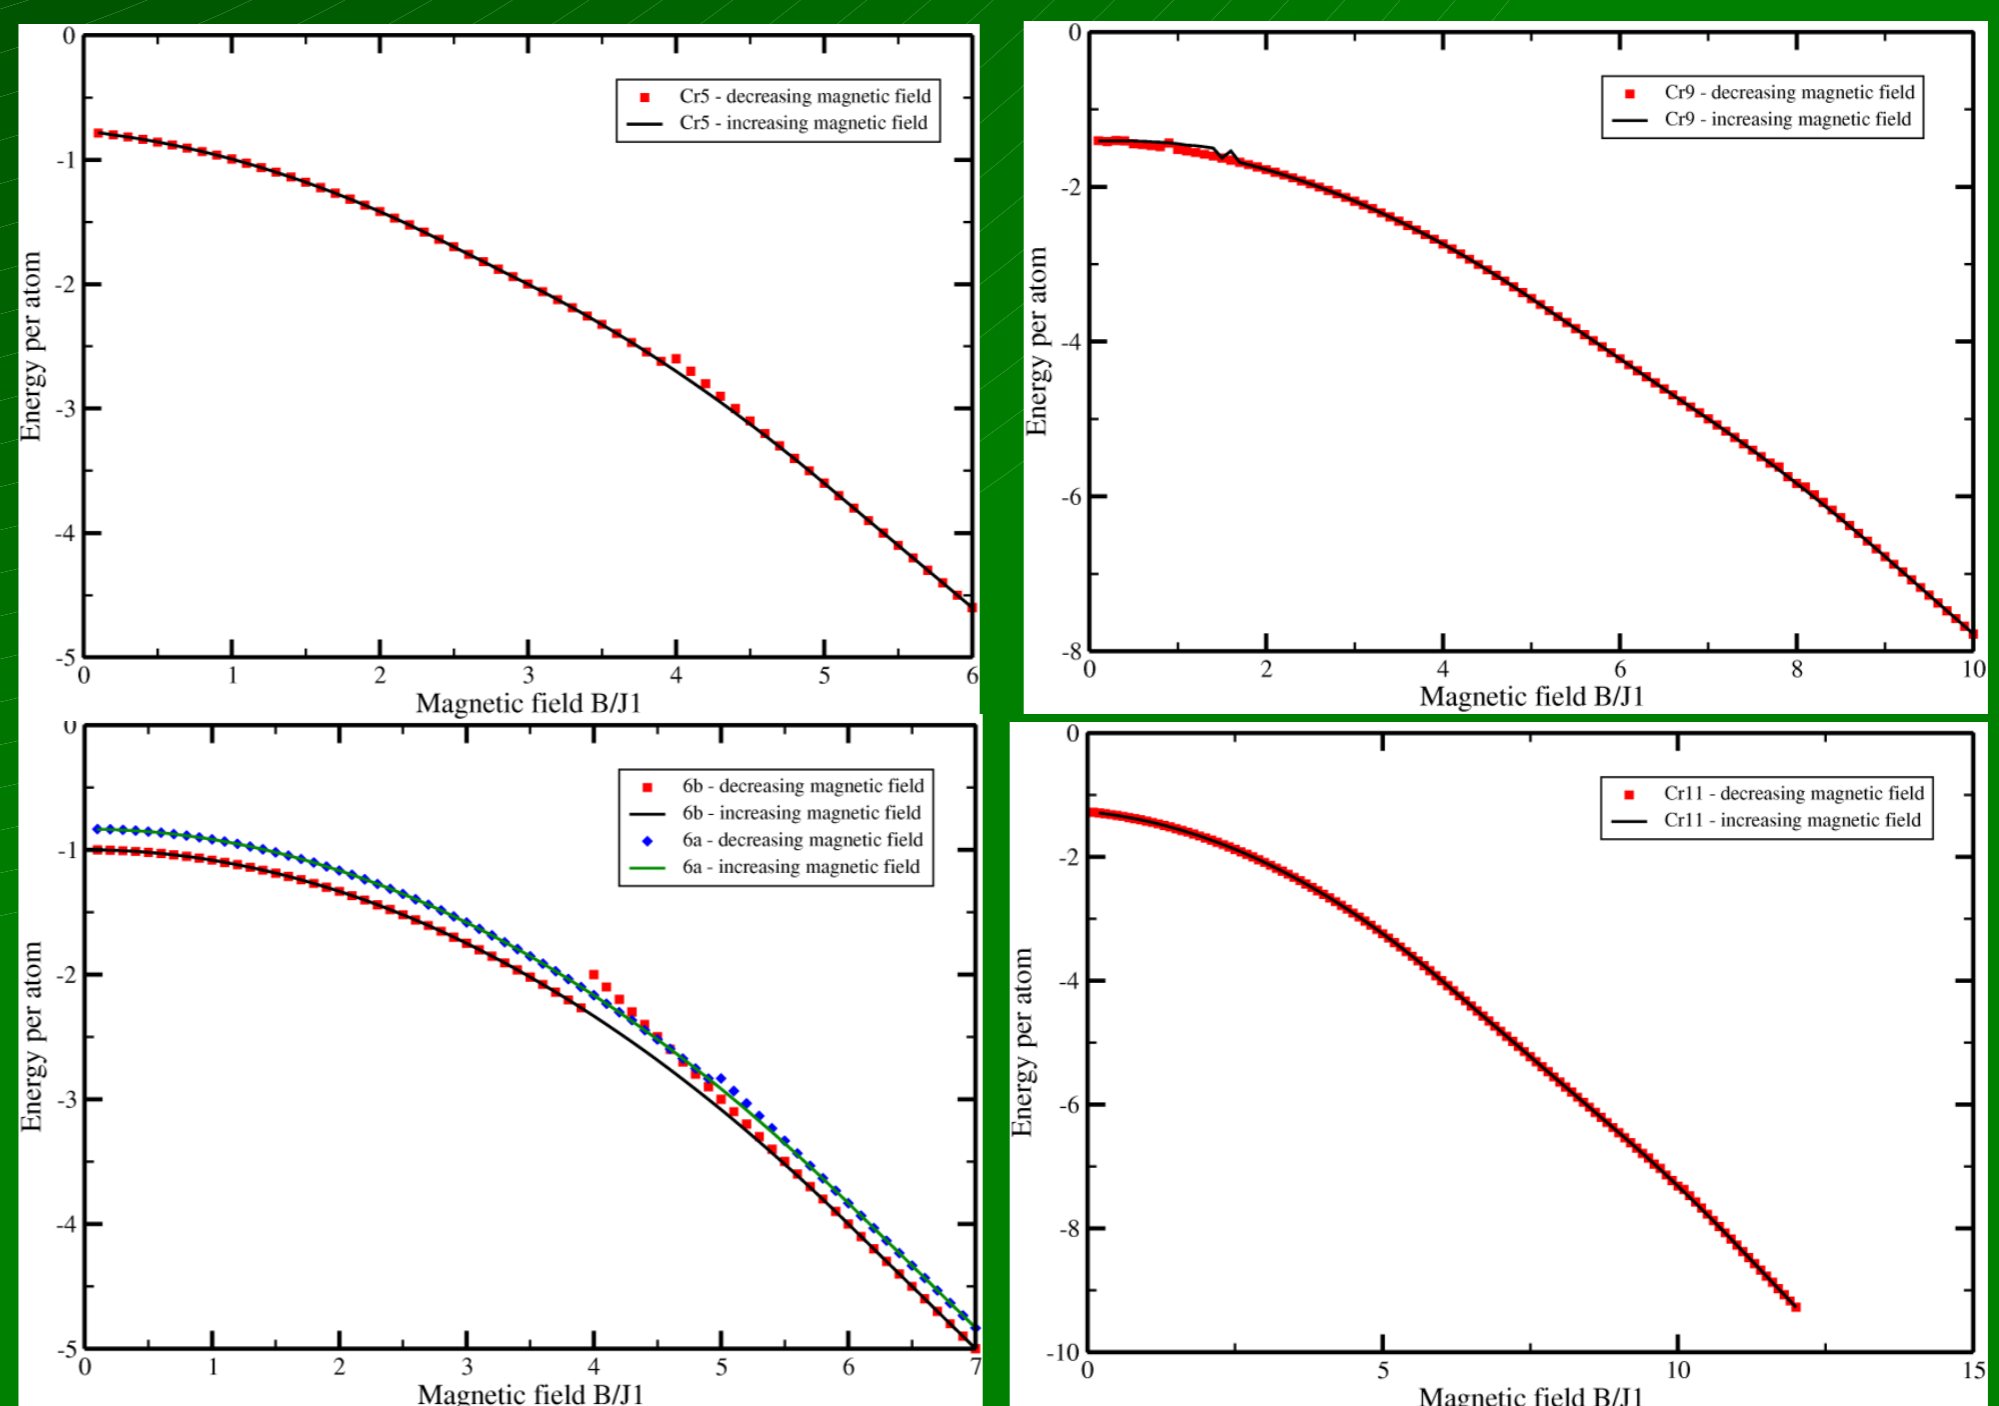 0
-1
-2
-3
-4
-5
Energy per atom
Cr5 - decreasing magnetic field
Cr5 - increasing magnetic field
0 1 2 3 4 5 6
Magnetic field B/J1
0
-2
-4
-6
-8
Energy per atom
Cr9 - decreasing magnetic field
Cr9 - increasing magnetic field
0 2 4 6 8 10
Magnetic field B/J1
0
-1
-2
-3
-4
-5
Energy per atom
6b - decreasing magnetic field
6b - increasing magnetic field
6a - decreasing magnetic field
6a - increasing magnetic field
0 1 2 3 4 5 6 7
Magnetic field B/J1
0
-2
-4
-6
-8
-10
Energy per atom
Cr11 - decreasing magnetic field
Cr11 - increasing magnetic field
0 5 10 15
Magnetic field B/J1